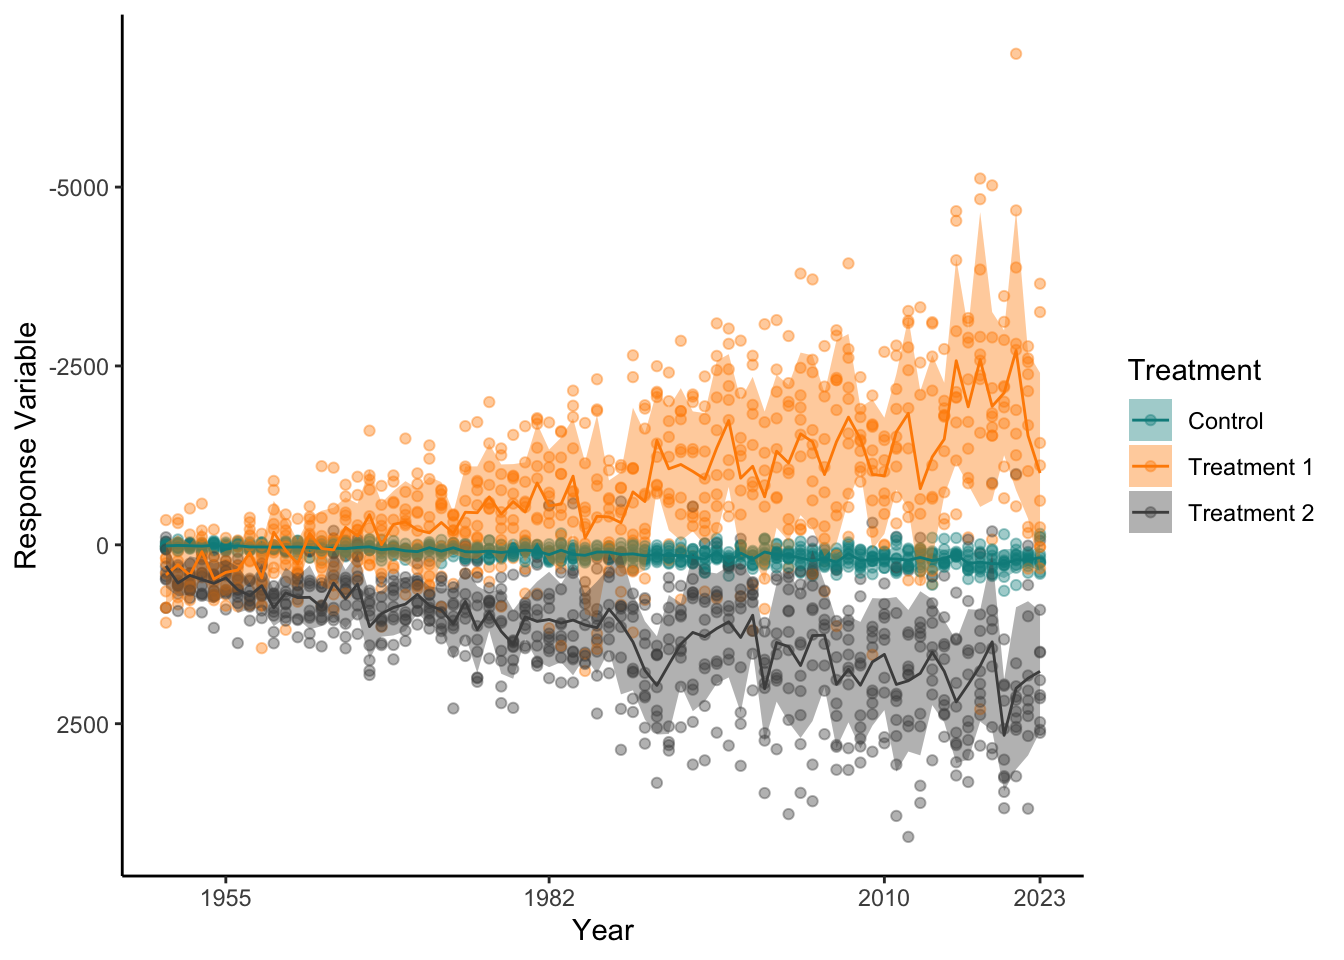 -5000
-2500
0
2500
Response Variable
1955
1982
2010
2023
Year
Treatment
Control
Treatment 1
Treatment 2